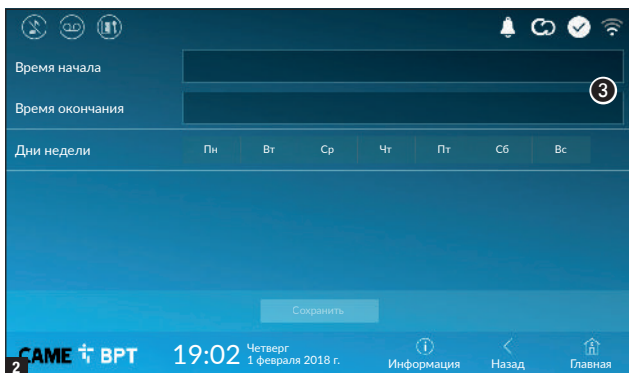 Время начала
3
Время окончания
Дни недели Пн Вт Ср Чт Пт Сб Вс
Сохранить
2
CAME BPT 19:02 Четверг
1 февраля 2018 г.
Информация Назад Главная